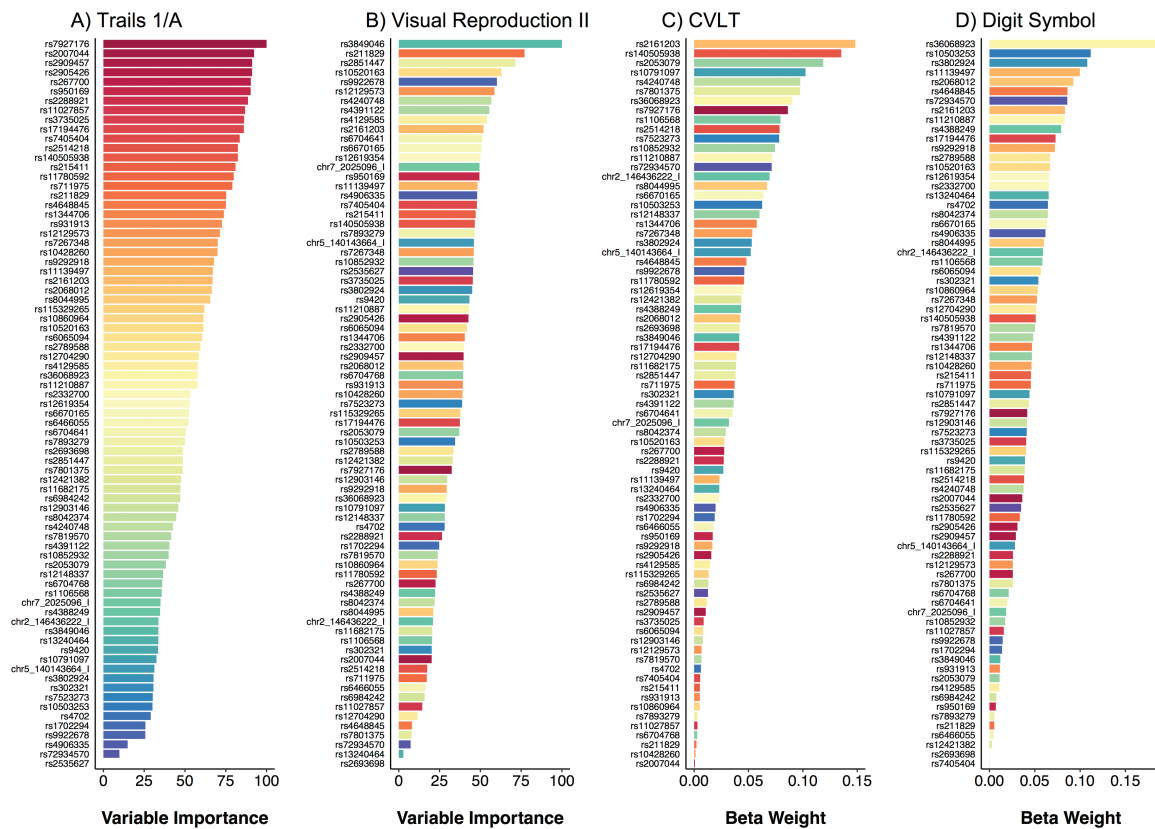 A) Trails 1/A
rs7927176
rs2007044
rs2909457
rs2905426
rs267700
rs950169
rs2288921
rs11027857
rs3735025
rs17194476
rs7405404
rs2514218
rs140505938
rs215411
rs11780592
rs711975
rs211829
rs4648845
rs1344706
rs931913
rs12129573
rs7267348
rs10428260
rs9292918
rs11139497
rs2161203
rs2068012
rs8044995
rs115329265
rs10860964
rs10520163
rs6065094
rs2789588
rs12704290
rs4129585
rs36068923
rs11210887
rs2332700
rs12619354
rs6670165
rs6466055
rs6704641
rs7893279
rs2693698
rs2851447
rs7801375
rs12421382
rs11682175
rs6984242
rs12903146
rs8042374
rs4240748
rs7819570
rs4391122
rs10852932
rs2053079
rs12148337
rs6704768
rs1106568
chr7_2025096_I
rs4388249
chr2_146436222_I
rs3849046
rs13240464
rs9420
rs10791097
chr5_140143664_I
rs3802924
rs302321
rs7523273
rs10503253
rs4702
rs1702294
rs9922678
rs4906335
rs72934570
rs2535627
0 25 50 75 100
Variable Importance
B) Visual Reproduction II
rs3849046
rs211829
rs2851447
rs10520163
rs9922678
rs12129573
rs4240748
rs4391122
rs4129585
rs2161203
rs6704641
rs6670165
rs12619354
chr7_2025096_I
rs950169
rs11139497
rs4906335
rs7405404
rs215411
rs140505938
rs7893279
chr5_140143664_I
rs7267348
rs10852932
rs2535627
rs3735025
rs3802924
rs9420
rs11210887
rs2905426
rs6065094
rs1344706
rs2332700
rs2909457
rs2068012
rs6704768
rs931913
rs10428260
rs7523273
rs115329265
rs17194476
rs2053079
rs10503253
rs2789588
rs12421382
rs7927176
rs12903146
rs9292918
rs36068923
rs10791097
rs12148337
rs4702
rs2288921
rs1702294
rs7819570
rs10860964
rs11780592
rs267700
rs4388249
rs8042374
rs8044995
chr2_146436222_I
rs11682175
rs1106568
rs302321
rs2007044
rs2514218
rs711975
rs6466055
rs6984242
rs11027857
rs12704290
rs4648845
rs7801375
rs72934570
rs13240464
rs2693698
0 25 50 75 100
Variable Importance
C) CVLT
rs2161203
rs140505938
rs2053079
rs10791097
rs4240748
rs7801375
rs36068923
rs7927176
rs1106568
rs2514218
rs7523273
rs10852932
rs11210887
rs72934570
chr2_146436222_I
rs8044995
rs6670165
rs10503253
rs12148337
rs1344706
rs7267348
rs3802924
chr5_140143664_I
rs4648845
rs9922678
rs11780592
rs12619354
rs12421382
rs4388249
rs2068012
rs2693698
rs3849046
rs17194476
rs12704290
rs11682175
rs2851447
rs711975
rs302321
rs4391122
rs6704641
chr7_2025096_I
rs8042374
rs10520163
rs267700
rs2288921
rs9420
rs11139497
rs13240464
rs2332700
rs4906335
rs1702294
rs6466055
rs950169
rs9292918
rs2905426
rs4129585
rs115329265
rs6984242
rs2535627
rs2789588
rs2909457
rs3735025
rs6065094
rs12903146
rs12129573
rs7819570
rs4702
rs7405404
rs215411
rs931913
rs10860964
rs7893279
rs11027857
rs6704768
rs211829
rs10428260
rs2007044
0.00 0.05 0.10 0.15
Beta Weight
D) Digit Symbol
rs36068923
rs10503253
rs3802924
rs11139497
rs2068012
rs4648845
rs72934570
rs2161203
rs11210887
rs4388249
rs17194476
rs9292918
rs2789588
rs10520163
rs12619354
rs2332700
rs13240464
rs4702
rs8042374
rs6670165
rs4906335
rs8044995
chr2_146436222_I
rs1106568
rs6065094
rs302321
rs10860964
rs7267348
rs12704290
rs140505938
rs7819570
rs4391122
rs1344706
rs12148337
rs10428260
rs215411
rs711975
rs10791097
rs2851447
rs7927176
rs12903146
rs7523273
rs3735025
rs115329265
rs9420
rs11682175
rs2514218
rs4240748
rs2007044
rs2535627
rs11780592
rs2905426
rs2909457
chr5_140143664_I
rs2288921
rs12129573
rs267700
rs7801375
rs6704768
rs6704641
chr7_2025096_I
rs10852932
rs11027857
rs9922678
rs1702294
rs3849046
rs931913
rs2053079
rs4129585
rs6984242
rs950169
rs7893279
rs211829
rs6466055
rs12421382
rs2693698
rs7405404
0.00 0.05 0.10 0.15
Beta Weight